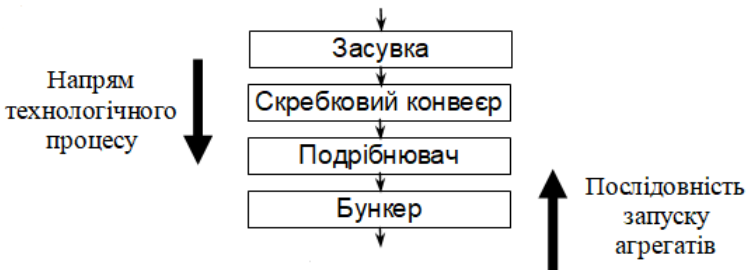 Напрям
технологічного
процесу
Засувка
Скребковий конвеєр
Подрібнювач
Бункер
Послідовність
запуску
агрегатів